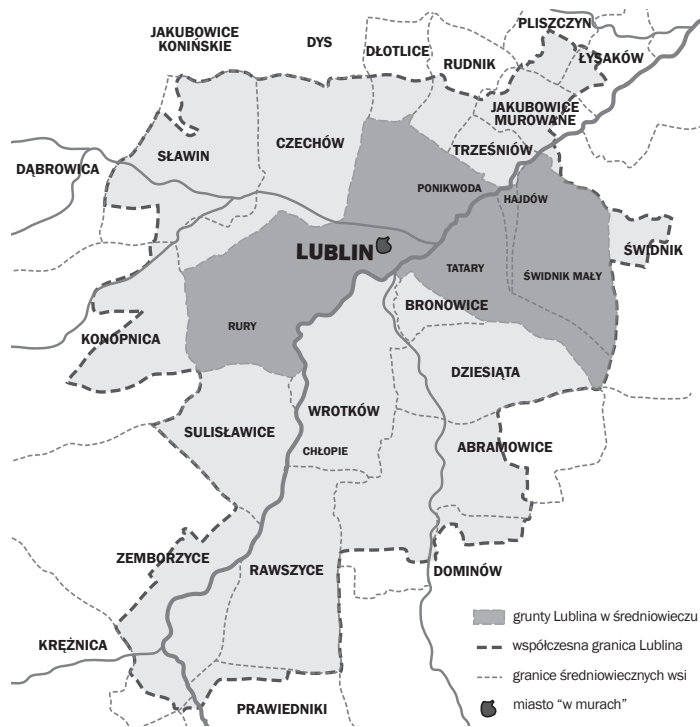 PLISZCZYN
JAKUBOWICE
KONIŃSKIE
DYS
DŁOTLICE
RUDNIK
ŁYSAKÓW
JAKUBOWICE
MUROWANE
CZECHÓW
SŁAWIN
TRZEŚNIÓW
DĄBROWICA
PONIKWODA
HAJDÓW
LUBLIN
ŚWIDNIK
TATARY
ŚWIDNIK MAŁY
BRONOWICE
RURY
KONOPNICA
DZIESIĄTA
WROTKÓW
SULISŁAWICE
CHŁOPIE
ABRAMOWICE
ZEMBORZYCE
RAWSZYCE
DOMINÓW
KRĘŻNICA
PRAWIEDNIKI
grunty Lublina w średniowieczu
współczesna granica Lublina
granice średniowiecznych wsi
miasto "w murach"